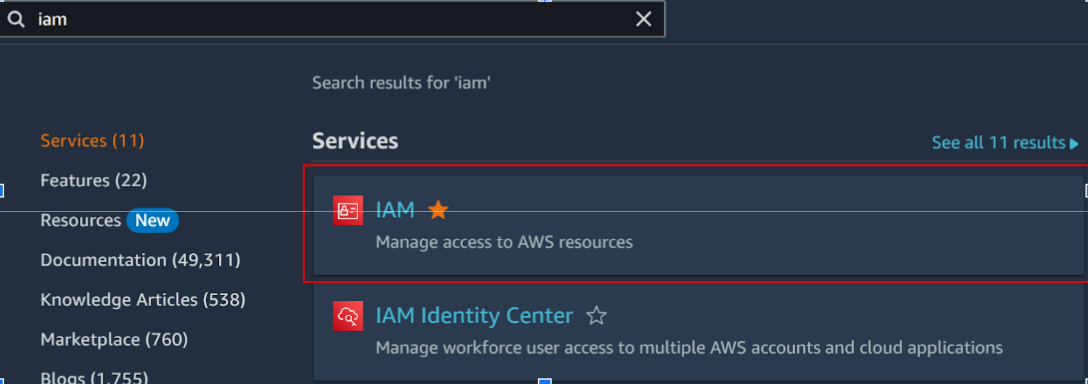 iam
Search results for 'iam'
Services (11)
Features (22)
Resources New
Documentation (49,311)
Knowledge Articles (538)
Marketplace (760)
Blogs (1,755)
Services
See all 11 results
IAM
Manage access to AWS resources
IAM Identity Center
Manage workforce user access to multiple AWS accounts and cloud applications